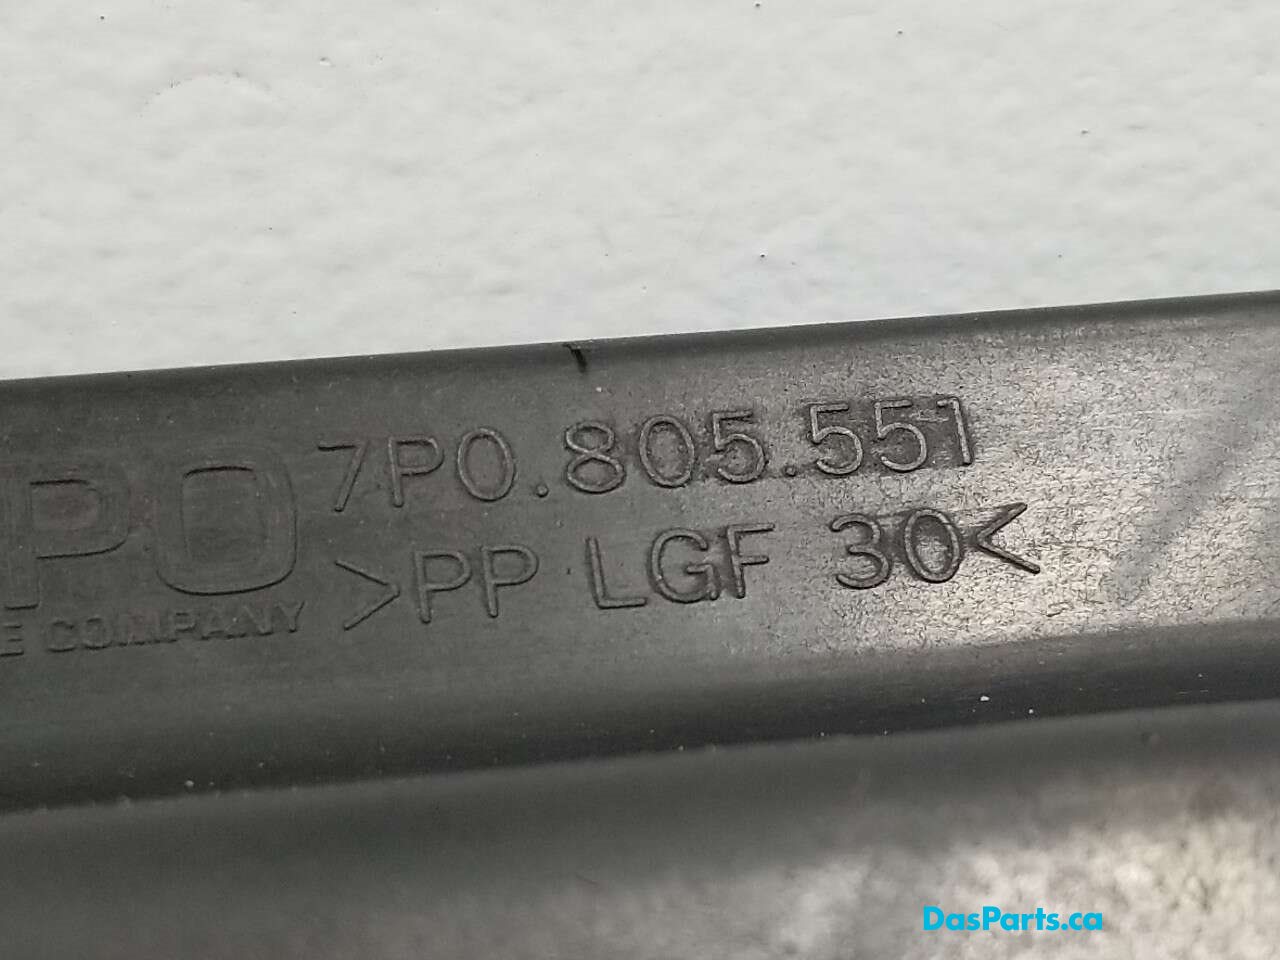 7P0.805.551
>PP LGF 30<
PO
E COMPANY
DasParts.ca